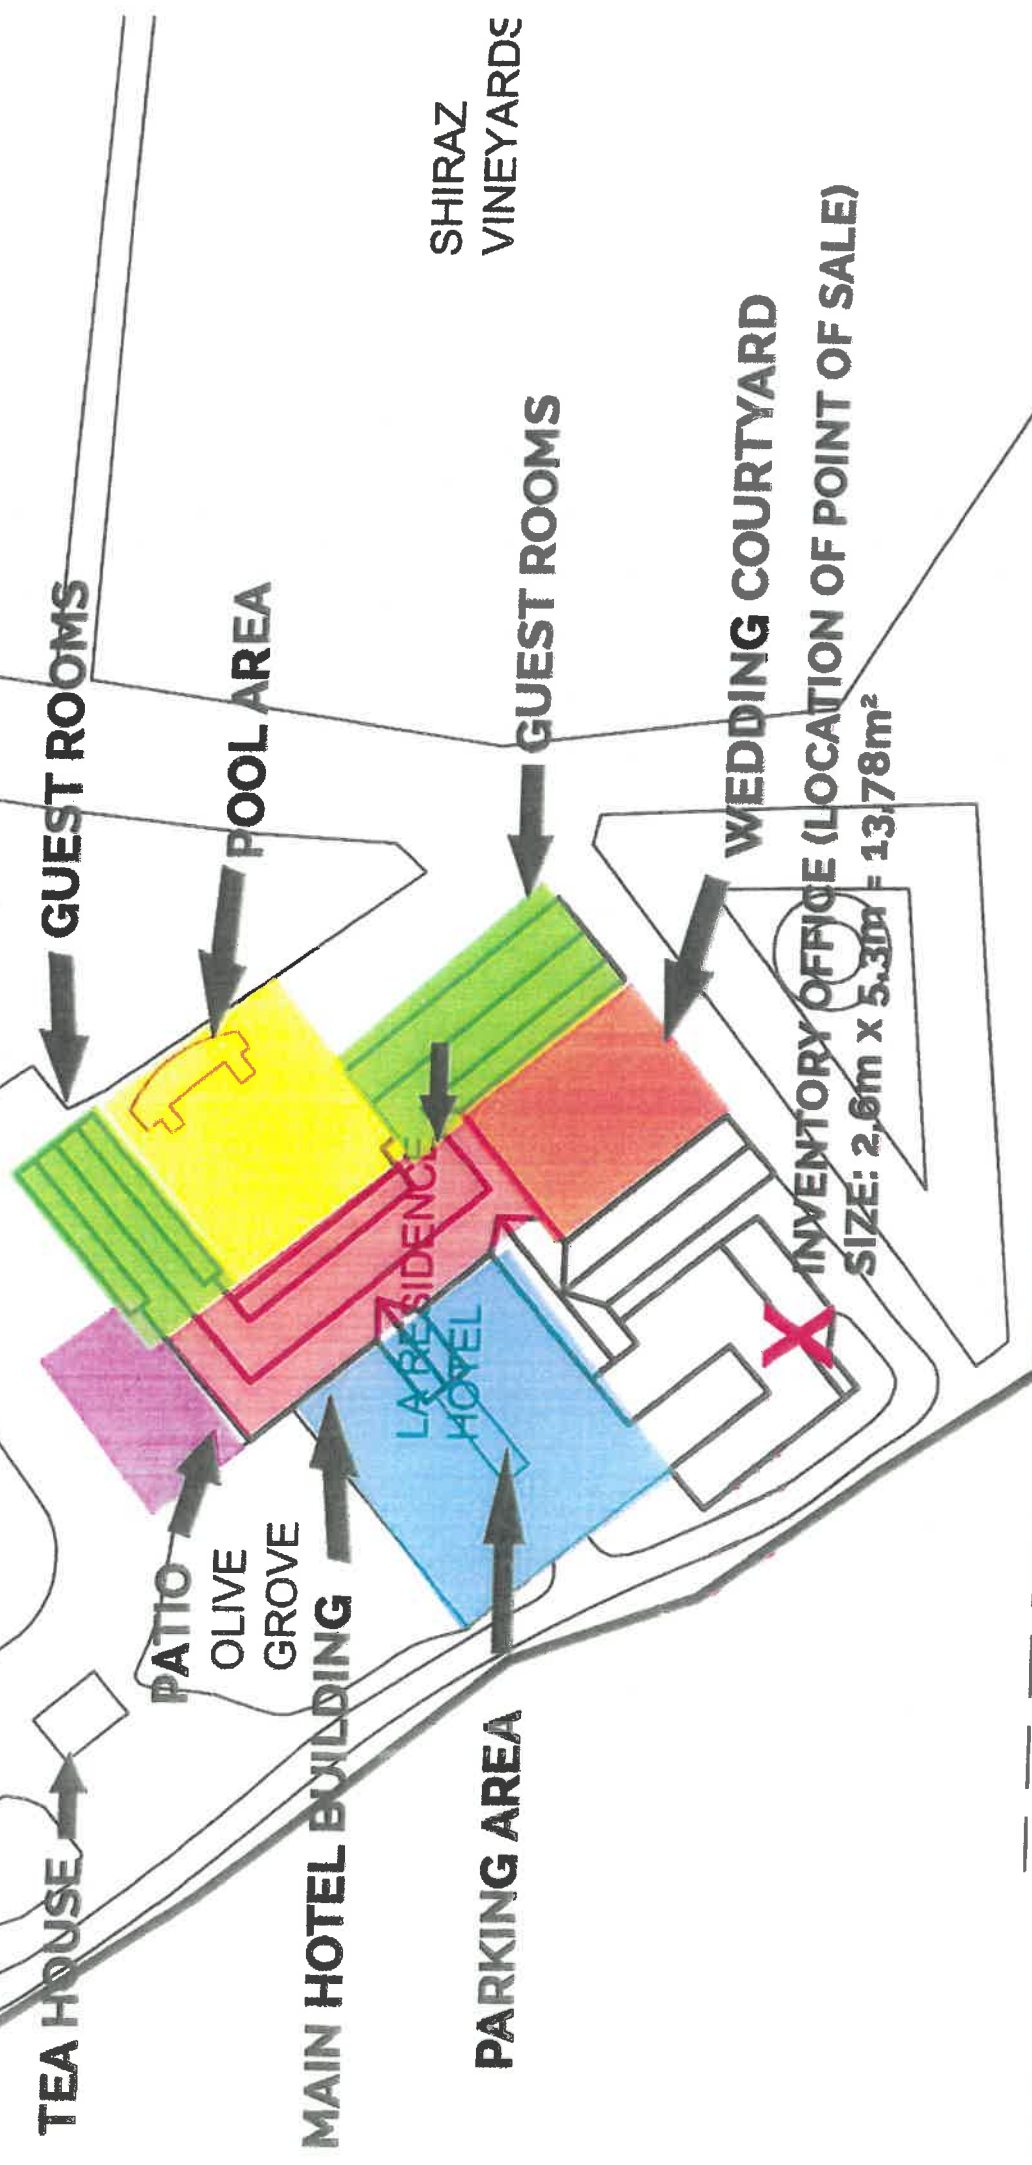 TEA HOUSE
GUEST ROOMS
PATIO
OLIVE
GROVE
POOL AREA
MAIN HOTEL BUILDING
LA RESIDENCE
HOTEL
SHIRAZ
VINEYARDS
PARKING AREA
GUEST ROOMS
WEDDING COURTYARD
INVENTORY OFFICE (LOCATION OF POINT OF SALE)
SIZE: 2,6m x 5.3m = 13,78m²
X